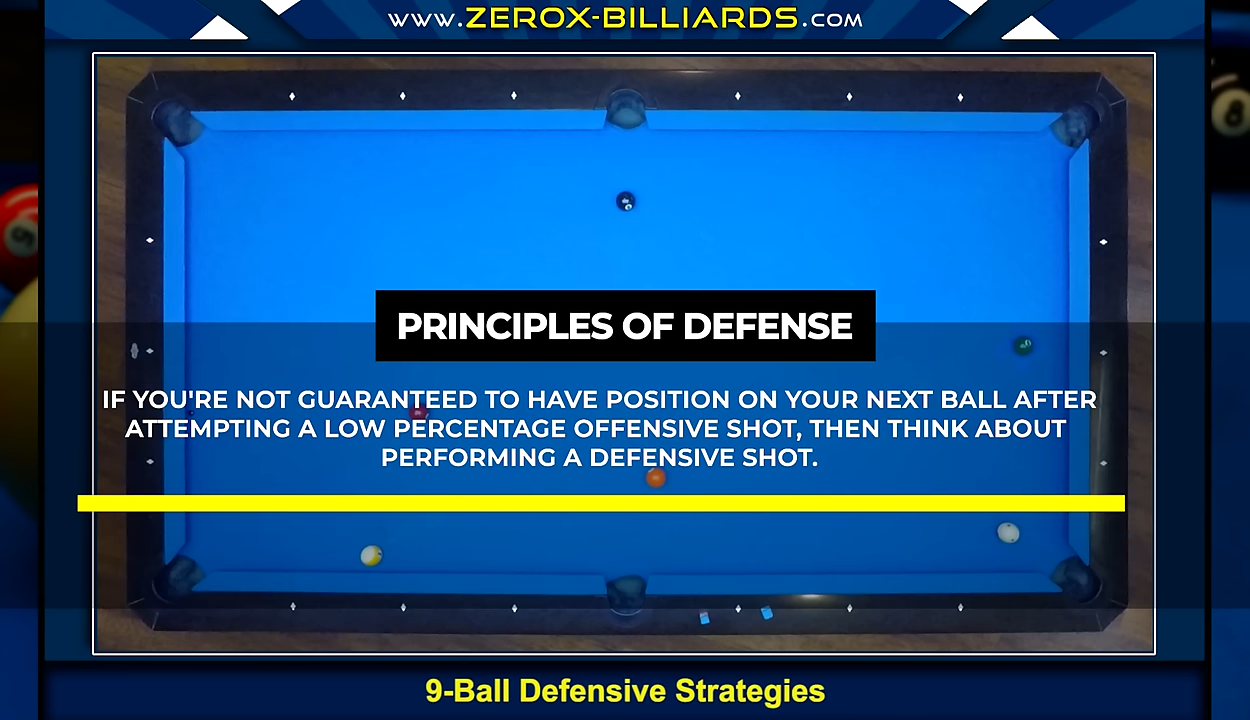 WWW.ZEROX-BILLIARDS.COM
PRINCIPLES OF DEFENSE
IF YOU'RE NOT GUARANTEED TO HAVE POSITION ON YOUR NEXT BALL AFTER
ATTEMPTING A LOW PERCENTAGE OFFENSIVE SHOT, THEN THINK ABOUT
PERFORMING A DEFENSIVE SHOT.
9-Ball Defensive Strategies